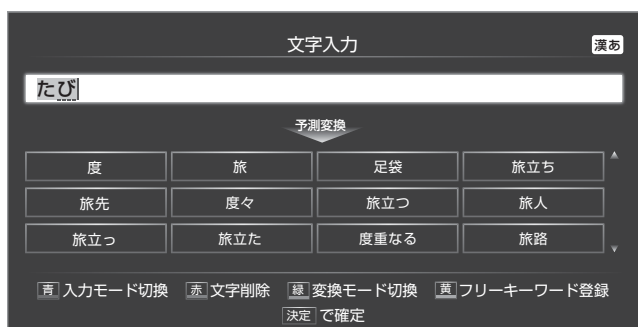 文字入力 漢あ
たび
予測変換
度 旅 足袋 旅立ち
旅先 度々 旅立つ 旅人
旅立っ 旅立た 度重なる 旅路
青 入力モード切換 赤 文字削除 緑 変換モード切換 黄 フリーキーワード登録
決定 で確定